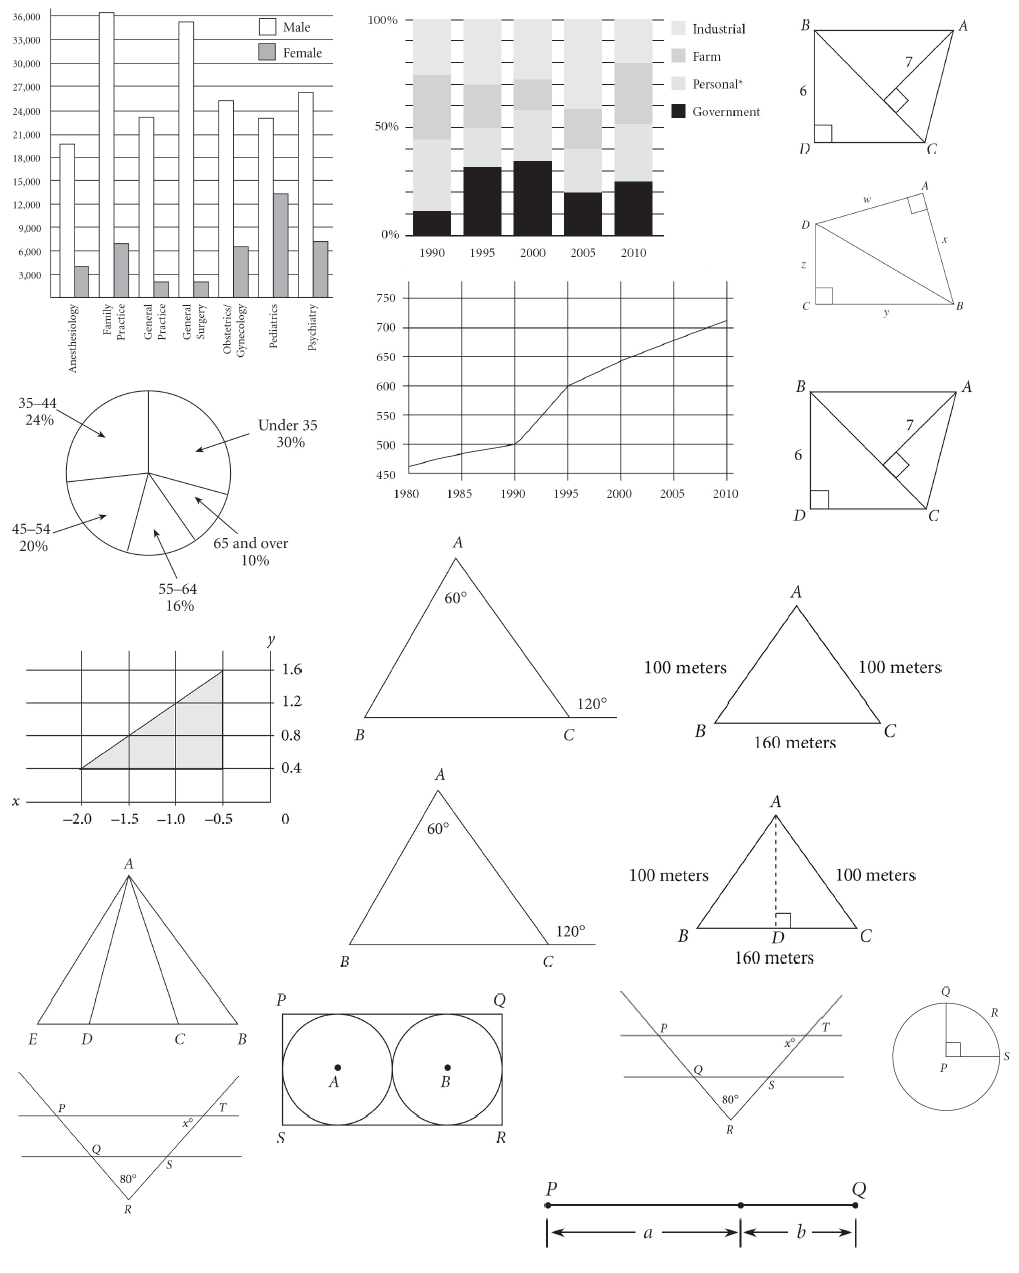 36,000
33,000
30,000
27,000
24,000
21,000
18,000
15,000
12,000
9,000
6,000
3,000
Male
Female
Anesthesiology
Family
Practice
General
Practice
General
Surgery
Obstetrics/
Gynecology
Pediatrics
Psychiatry
100%
50%
0%
1990 1995 2000 2005 2010
Industrial
Farm
Personal*
Government
B A
7
6
D C
A
w
D
x
z
C B
y
750
700
650
600
550
500
450
1980 1985 1990 1995 2000 2005 2010
35–44
24%
Under 35
30%
45–54
20%
65 and over
10%
55–64
16%
B A
7
6
D C
A
60°
120°
B C
A
100 meters 100 meters
B C
160 meters
y
1.6
1.2
0.8
0.4
x
–2.0 –1.5 –1.0 –0.5 0
A
60°
120°
B C
A
100 meters 100 meters
B D C
160 meters
A
E D C B
P Q
A B
S R
P T
x°
Q S
80°
R
Q
R
P S
P T
x°
Q S
80°
R
P Q
a b